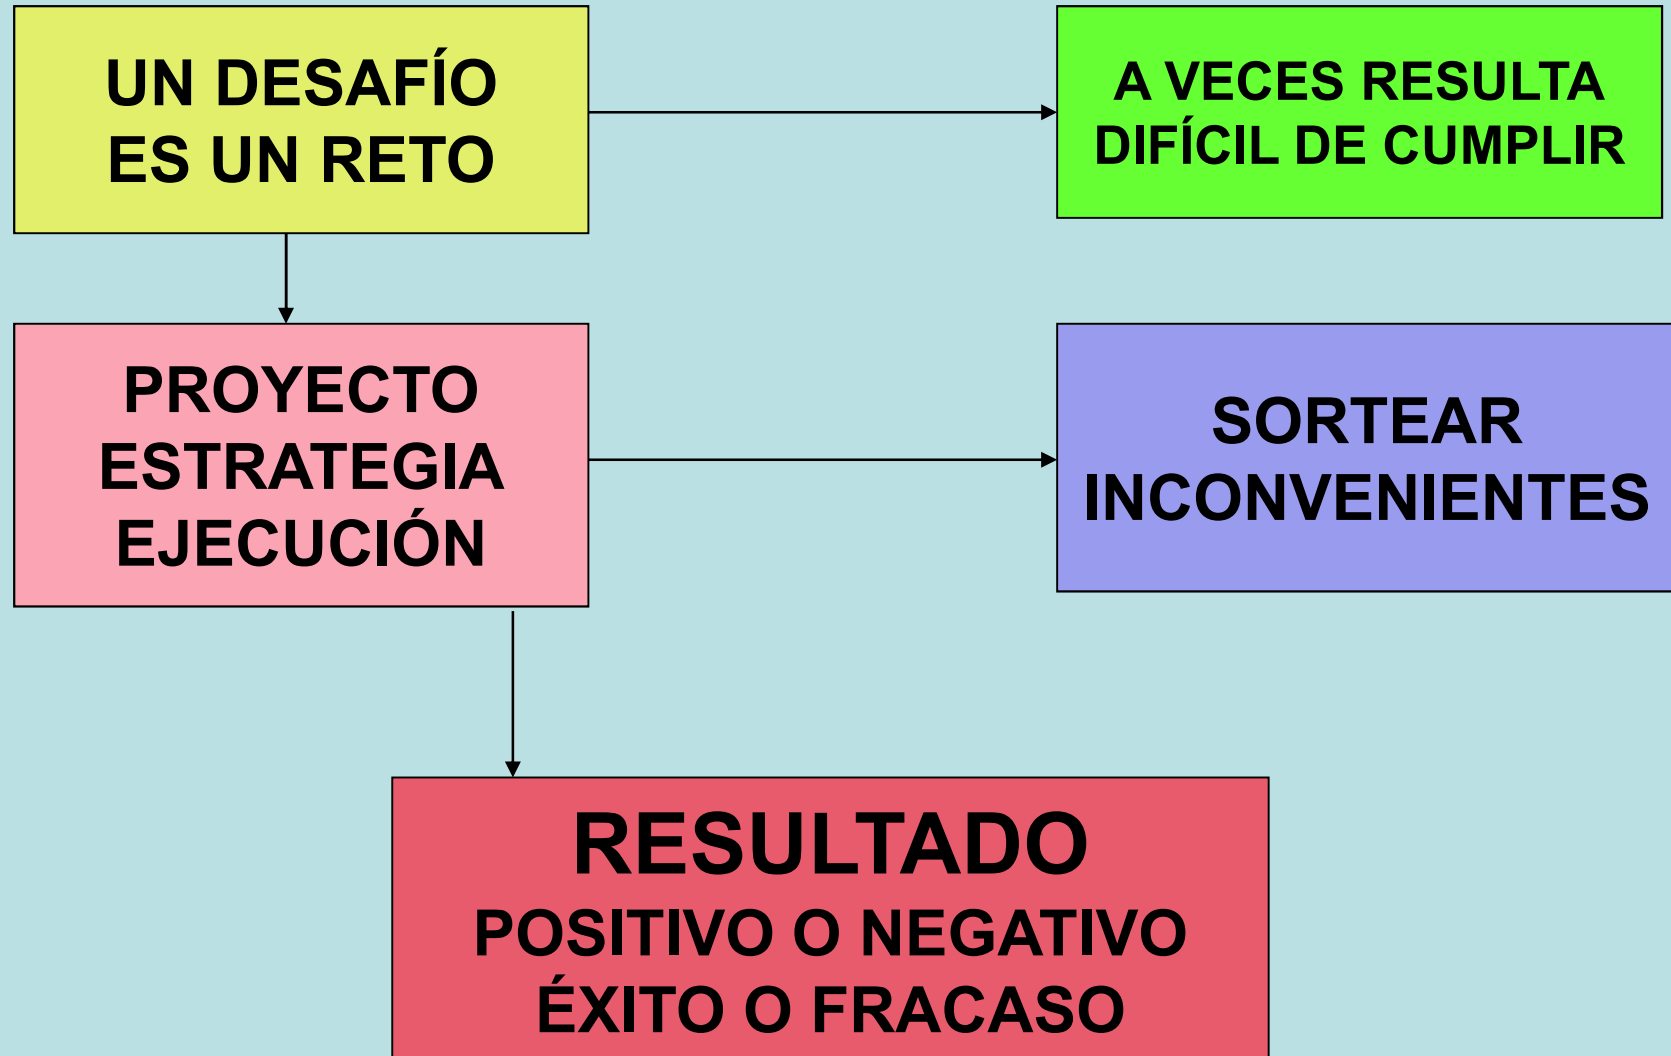 UN DESAFÍO
ES UN RETO
A VECES RESULTA
DIFÍCIL DE CUMPLIR
PROYECTO
ESTRATEGIA
EJECUCIÓN
SORTEAR
INCONVENIENTES
RESULTADO
POSITIVO O NEGATIVO
ÉXITO O FRACASO